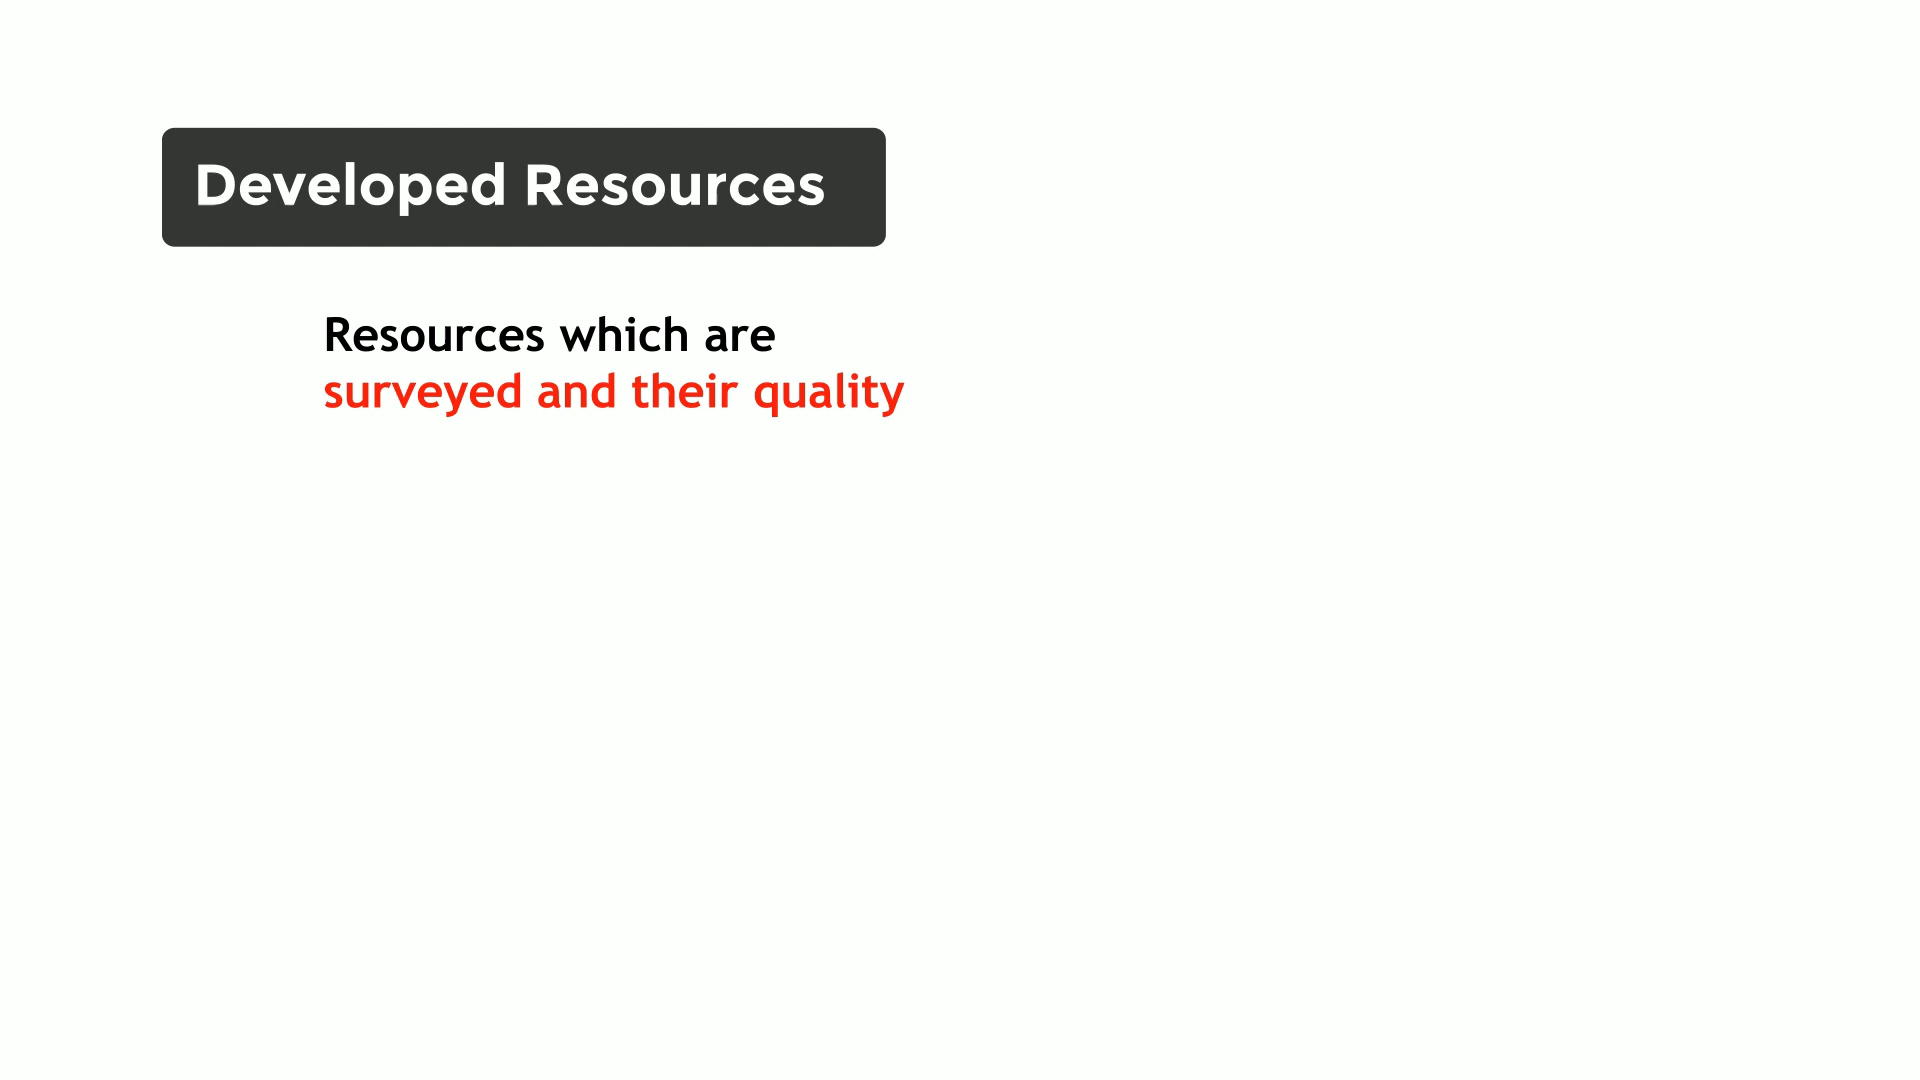 Developed Resources
Resources which are
surveyed and their quality